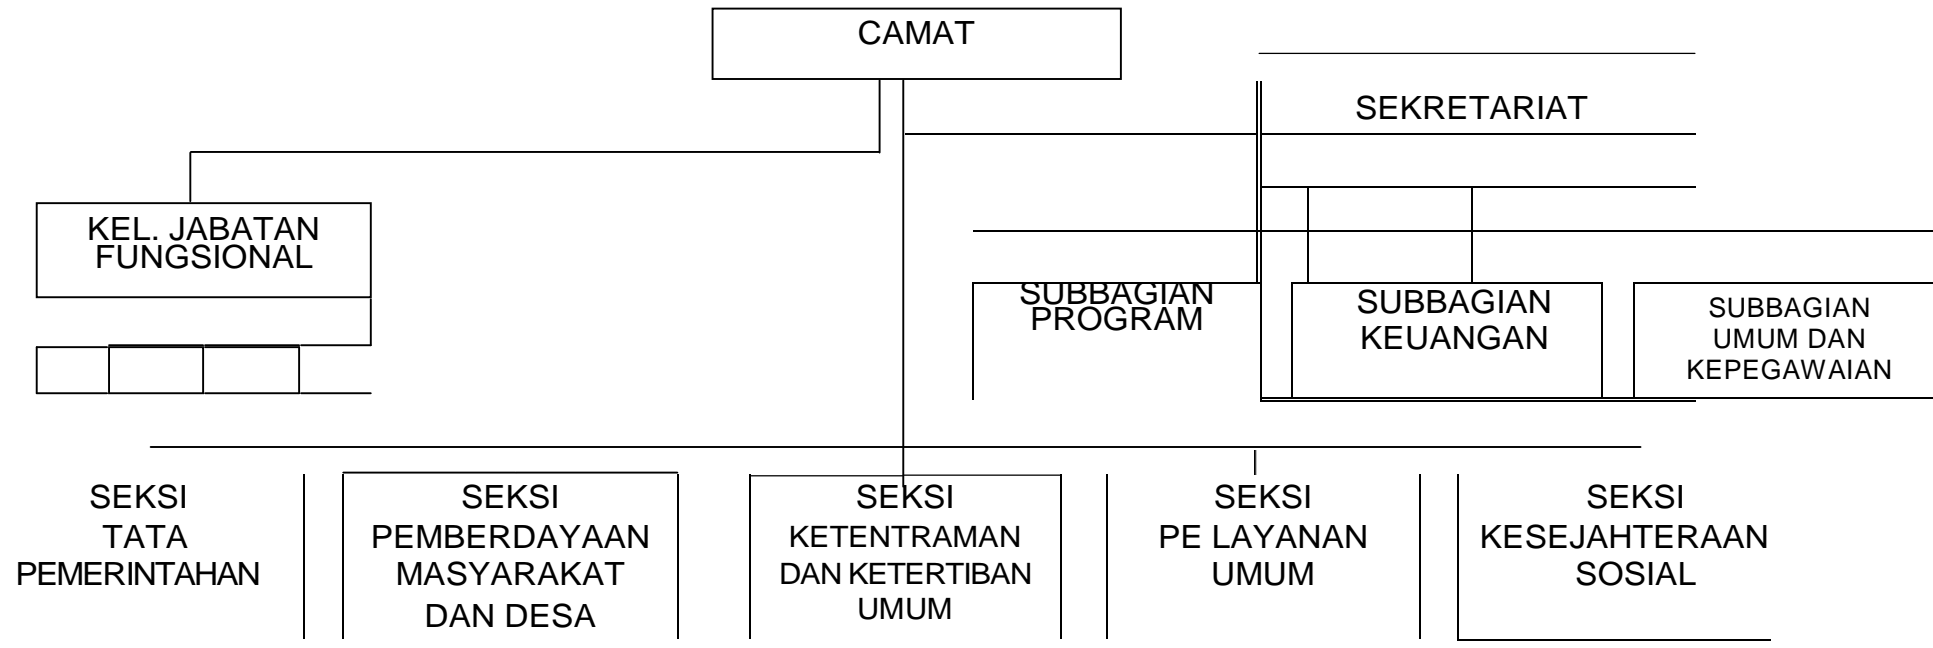 CAMAT
SEKRETARIAT
KEL. JABATAN
FUNGSIONAL
SUBBAGIAN
PROGRAM
SUBBAGIAN
KEUANGAN
SUBBAGIAN
UMUM DAN
KEPEGAWAIAN
SEKSI
TATA
PEMERINTAHAN
SEKSI
PEMBERDAYAAN
MASYARAKAT
DAN DESA
SEKSI
KETENTRAMAN
DAN KETERTIBAN
UMUM
SEKSI
PE LAYANAN
UMUM
SEKSI
KESEJAHTERAAN
SOSIAL